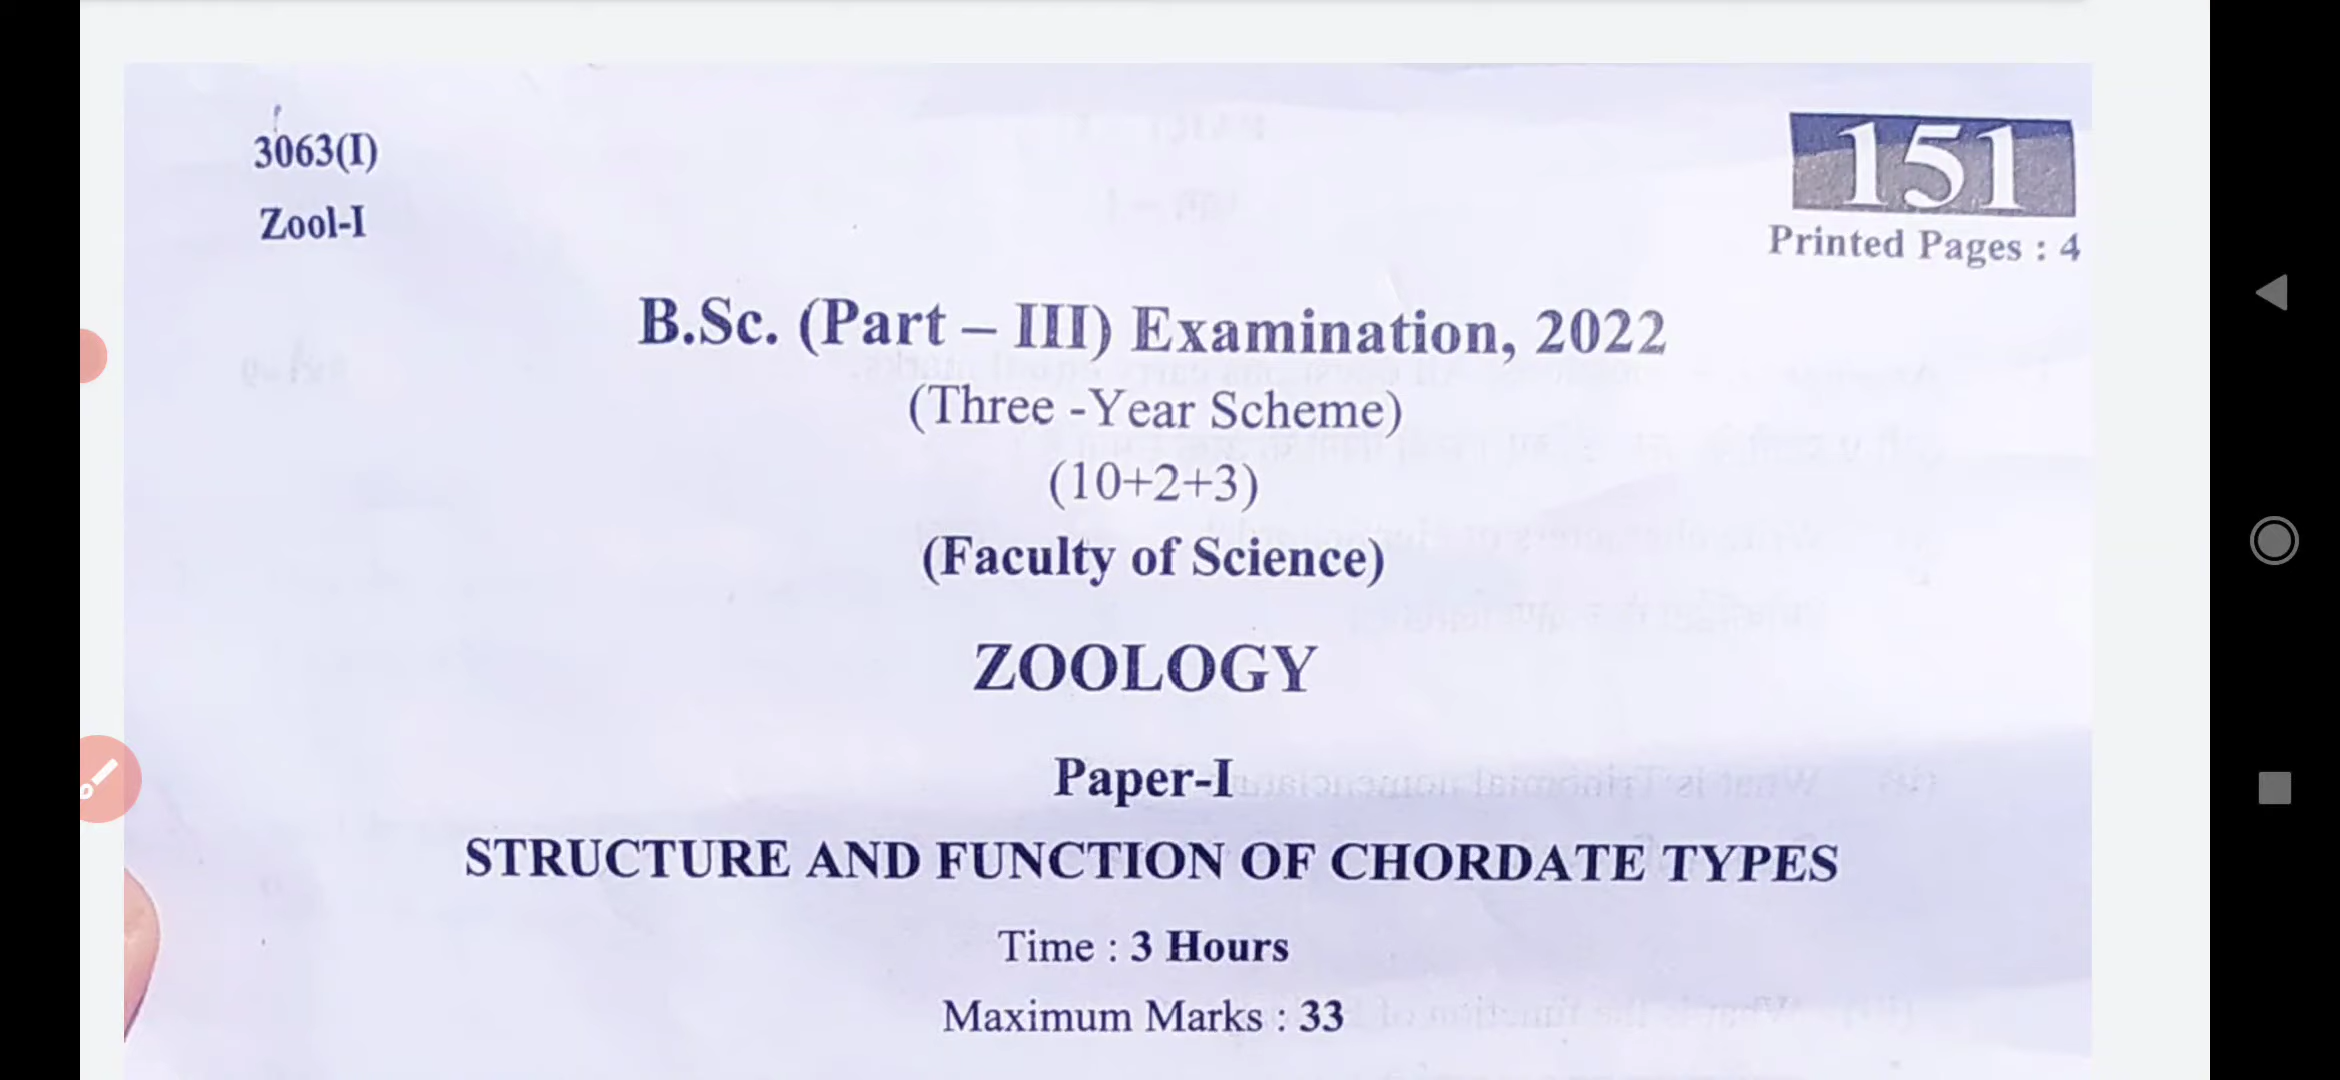 3063(I)
Zool-I
151
Printed Pages : 4
B.Sc. (Part – III) Examination, 2022
(Three -Year Scheme)
(10+2+3)
(Faculty of Science)
ZOOLOGY
Paper-I
STRUCTURE AND FUNCTION OF CHORDATE TYPES
Time : 3 Hours
Maximum Marks : 33